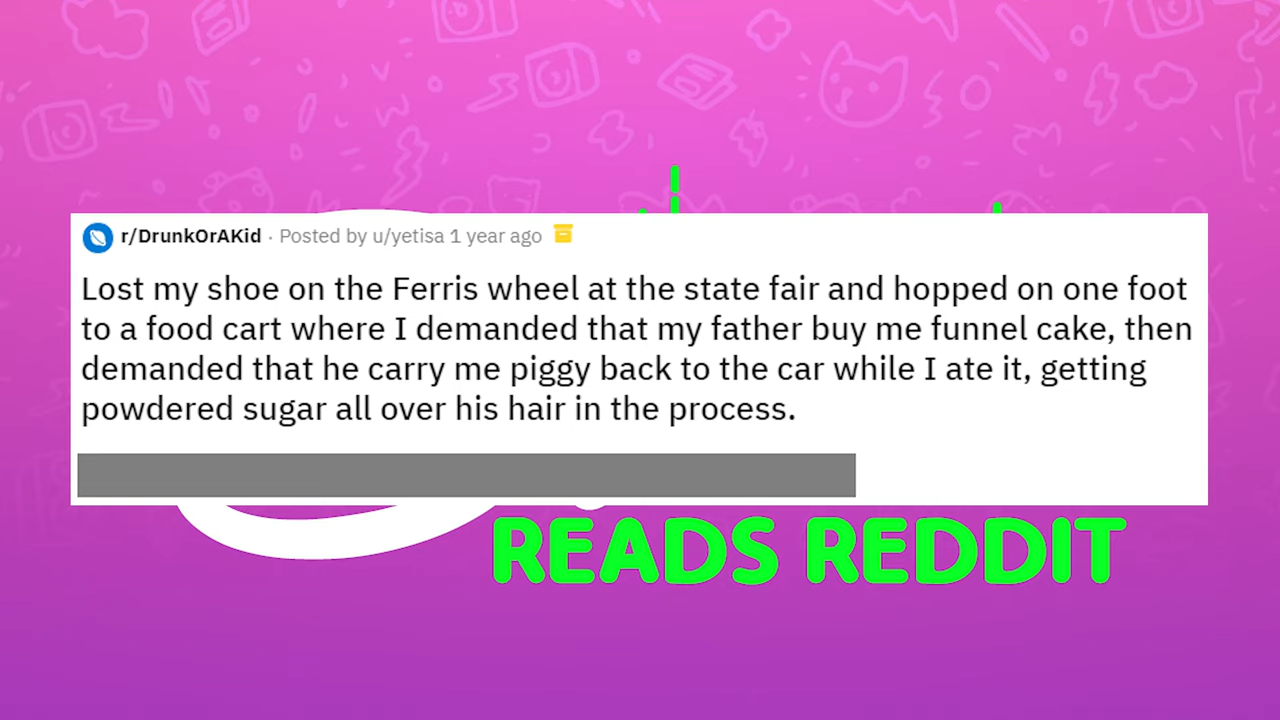 r/DrunkOrAKid · Posted by u/yetisa 1 year ago
Lost my shoe on the Ferris wheel at the state fair and hopped on one foot
to a food cart where I demanded that my father buy me funnel cake, then
demanded that he carry me piggy back to the car while I ate it, getting
powdered sugar all over his hair in the process.
READS REDDIT